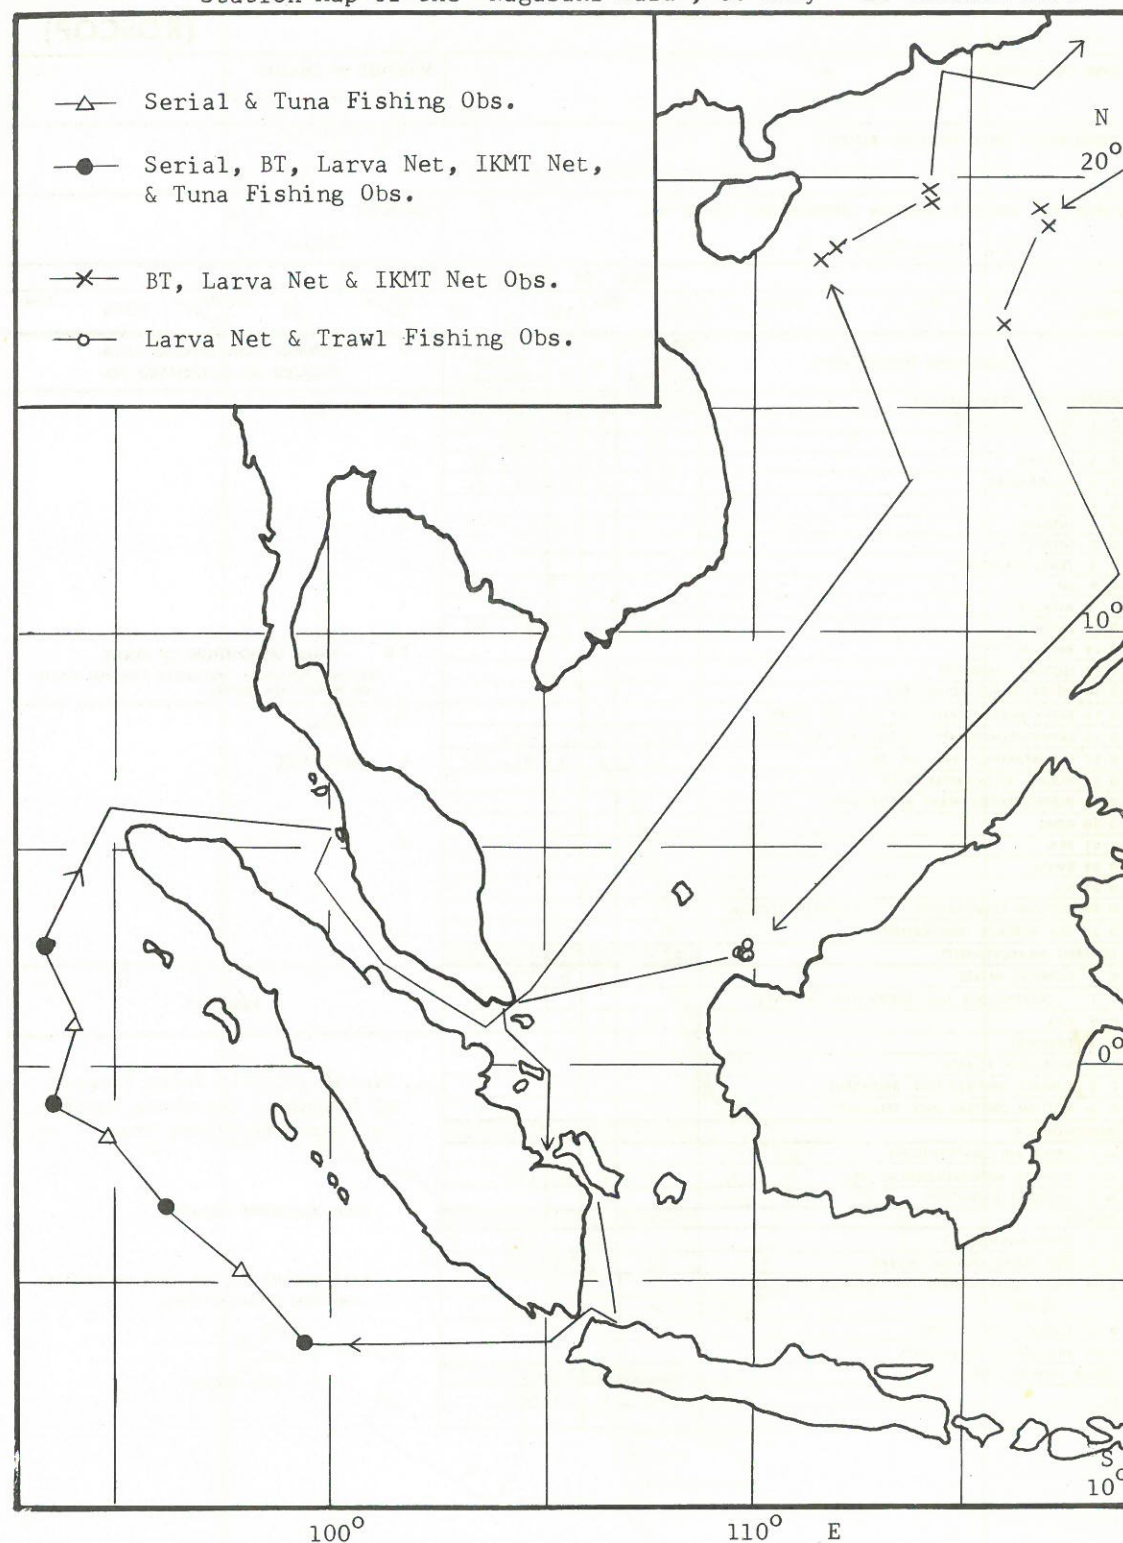 Serial & Tuna Fishing Obs.
Serial, BT, Larva Net, IKMT Net,
& Tuna Fishing Obs.
BT, Larva Net & IKMT Net Obs.
Larva Net & Trawl Fishing Obs.
N
20°
10°
0°
S
10°
100°
110° E